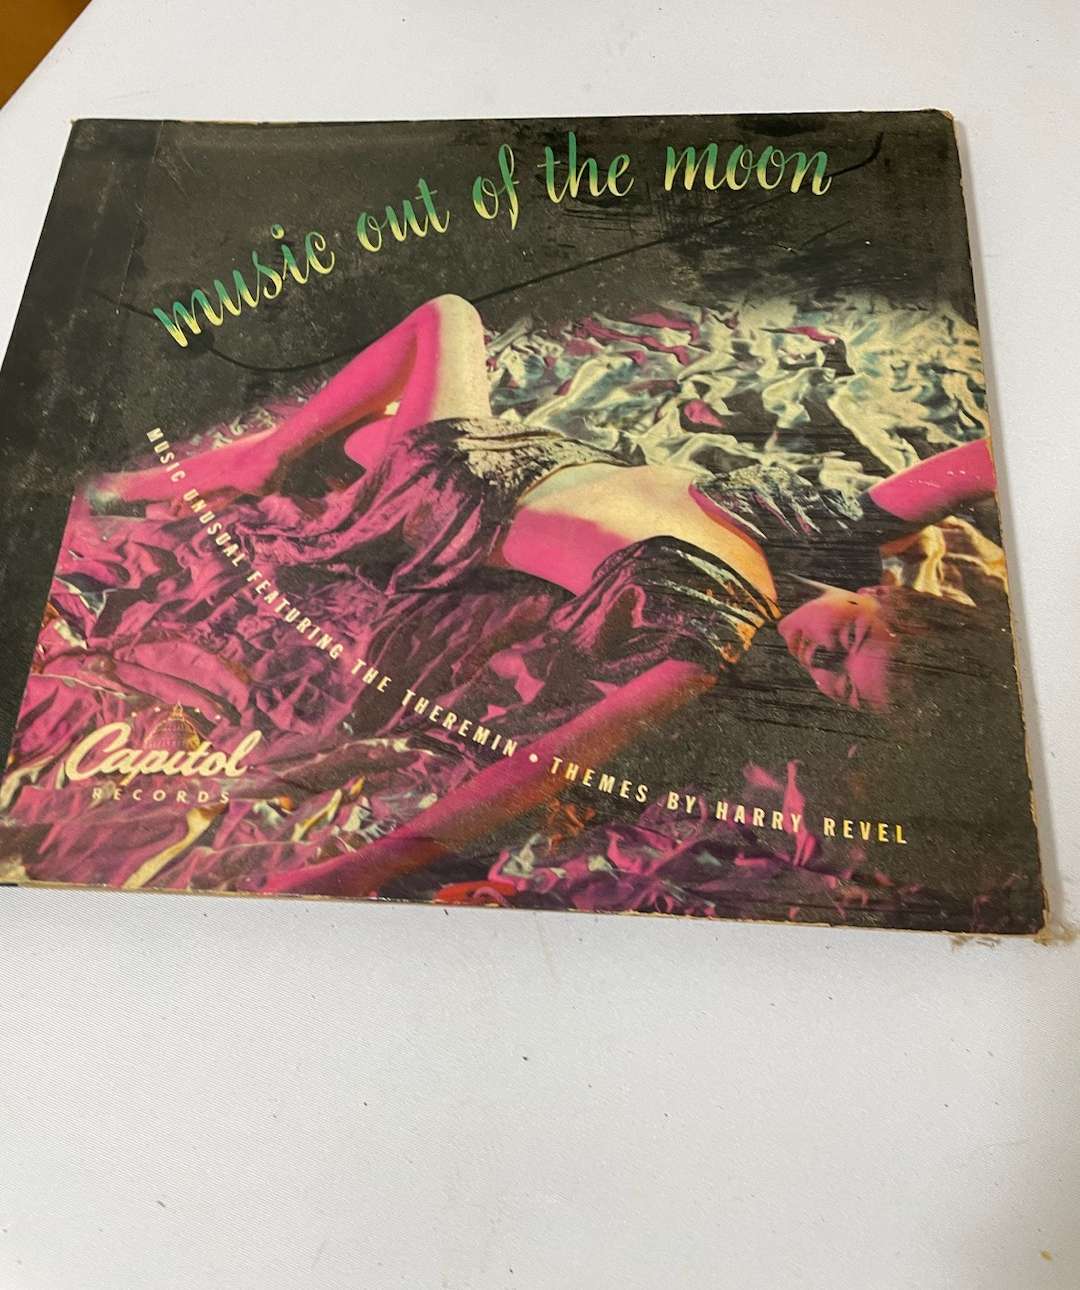 music out of the moon
MUSIC UNUSUAL FEATURING THE THEREMIN • THEMES BY HARRY REVEL
Capitol
RECORDS